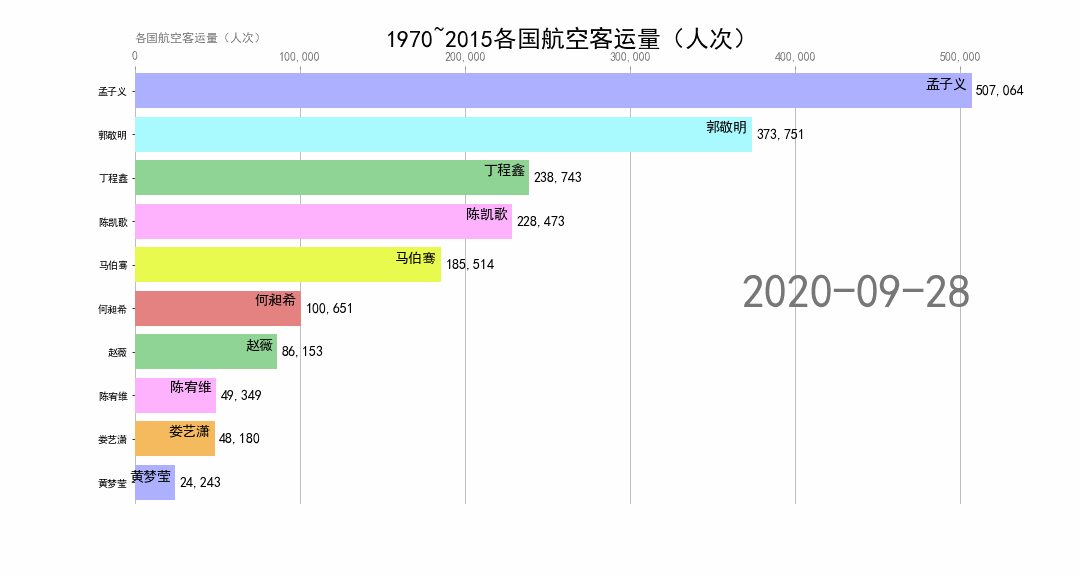 1970~2015各国航空客运量（人次）
各国航空客运量（人次）
0 100,000 200,000 300,000 400,000 500,000
孟子义 孟子义 507,064
郭敬明 郭敬明 373,751
丁程鑫 丁程鑫 238,743
陈凯歌 陈凯歌 228,473
马伯骞 马伯骞 185,514
2020-09-28
何昶希 何昶希 100,651
赵薇 赵薇 86,153
陈宥维 陈宥维 49,349
娄艺潇 娄艺潇 48,180
黄梦莹 黄梦莹 24,243